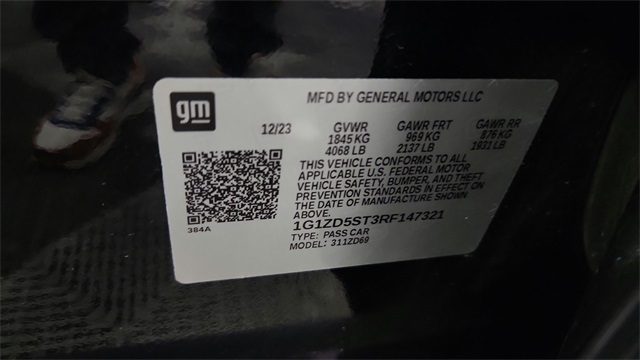 gm
MFD BY GENERAL MOTORS LLC
12/23 GVWR GAWR FRT GAWR RR
1845 KG 969 KG 876 KG
4068 LB 2137 LB 1931 LB
THIS VEHICLE CONFORMS TO ALL
APPLICABLE U.S. FEDERAL MOTOR
VEHICLE SAFETY, BUMPER, AND THEFT
PREVENTION STANDARDS IN EFFECT ON
THE DATE OF MANUFACTURE SHOWN
ABOVE.
384A
1G1ZD5ST3RF147321
TYPE: PASS CAR
MODEL: 311ZD69